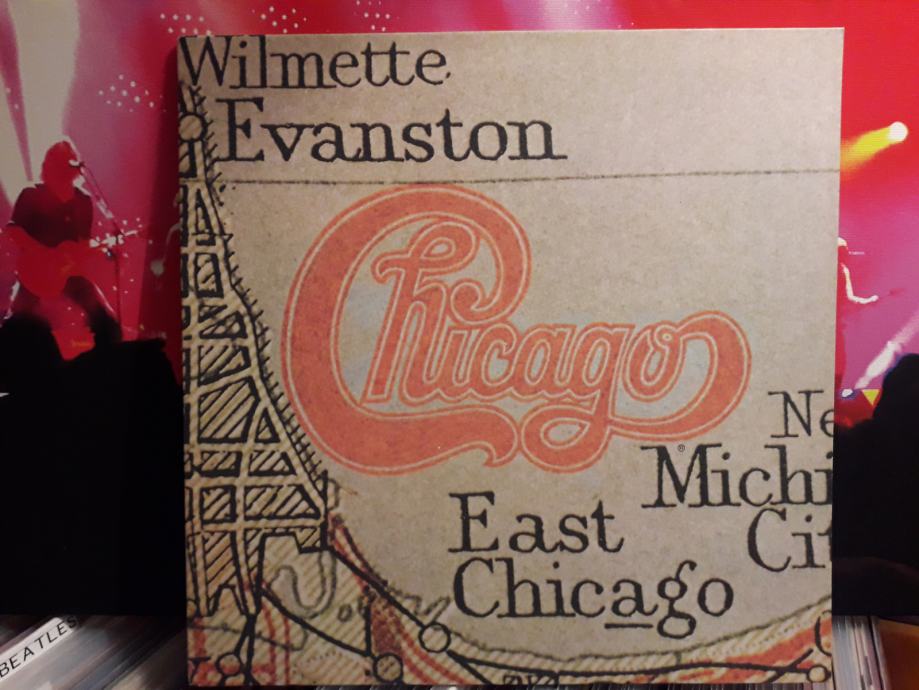 Wilmette
Evanston
Chicago
Ne
Michi
East
Cit
Chicago
BEATLES